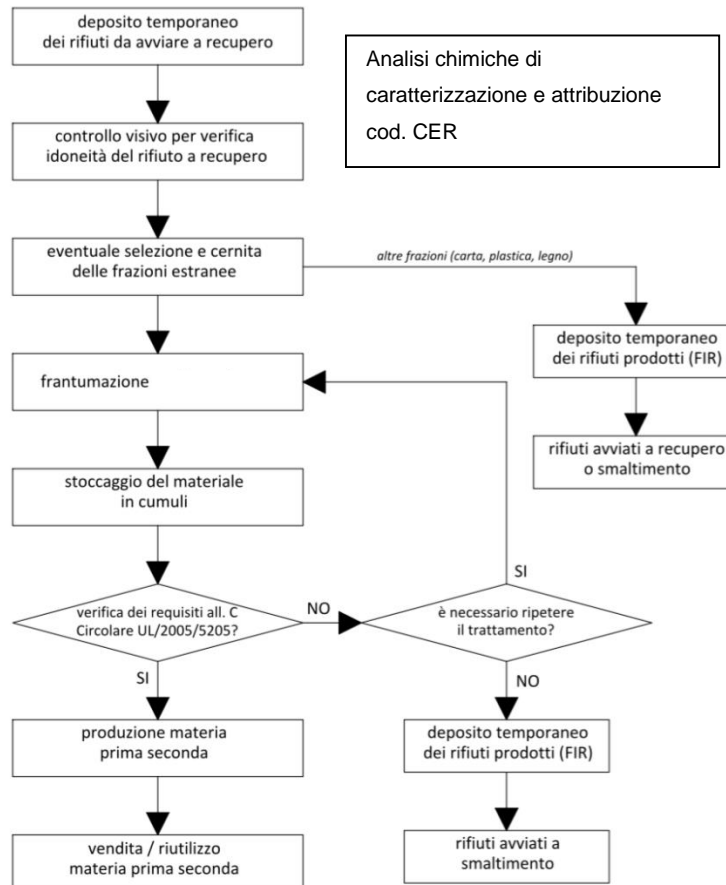 deposito temporaneo
dei rifiuti da avviare a recupero
Analisi chimiche di
caratterizzazione e attribuzione
cod. CER
controllo visivo per verifica
idoneità del rifiuto a recupero
eventuale selezione e cernita
delle frazioni estranee
altre frazioni (carta, plastica, legno)
deposito temporaneo
dei rifiuti prodotti (FIR)
frantumazione
rifiuti avviati a recupero
o smaltimento
stoccaggio del materiale
in cumuli
SI
verifica dei requisiti all. C
Circolare UL/2005/5205?
NO
è necessario ripetere
il trattamento?
SI
NO
produzione materia
prima seconda
deposito temporaneo
dei rifiuti prodotti (FIR)
vendita / riutilizzo
materia prima seconda
rifiuti avviati a
smaltimento